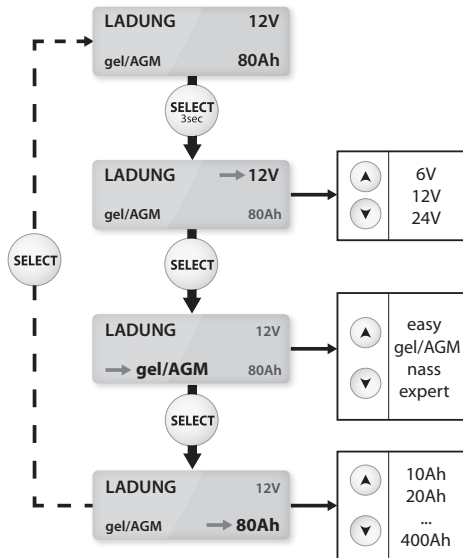 LADUNG 12V
gel/AGM 80Ah
SELECT
3sec
LADUNG 12V
gel/AGM 80Ah
6V
12V
24V
SELECT
SELECT
LADUNG 12V
gel/AGM 80Ah
easy
gel/AGM
nass
expert
SELECT
LADUNG 12V
gel/AGM 80Ah
10Ah
20Ah
...
400Ah